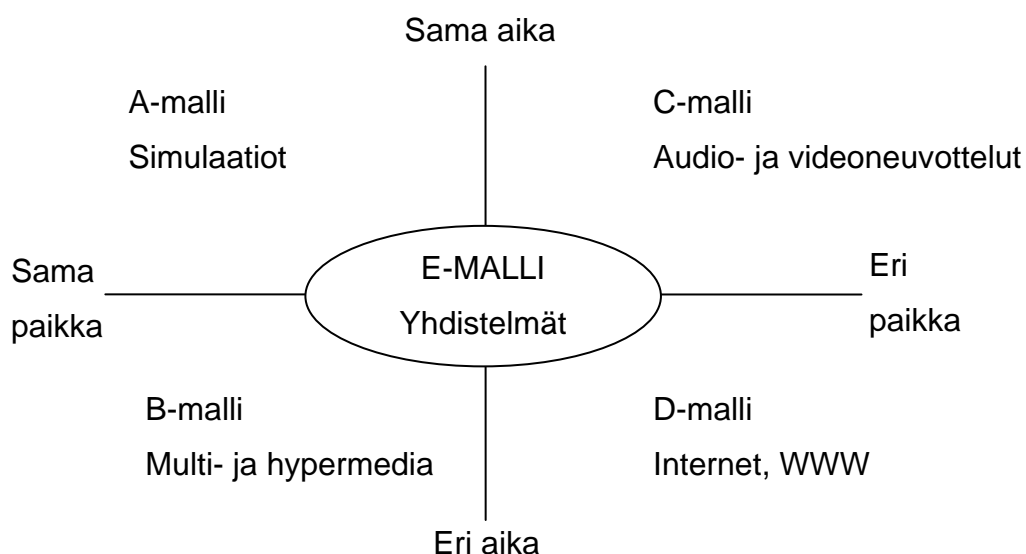 Sama aika
A-malli
Simulaatiot
C-malli
Audio- ja videoneuvottelut
Sama
paikka
E-MALLI
Yhdistelmät
Eri
paikka
B-malli
Multi- ja hypermedia
D-malli
Internet, WWW
Eri aika